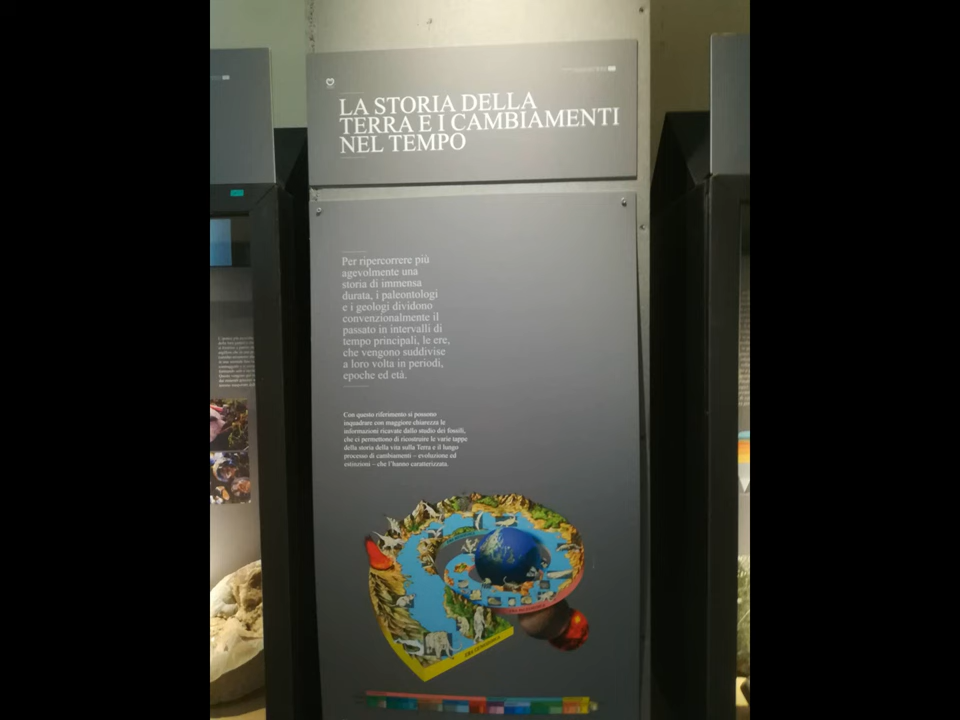 LA STORIA DELLA
TERRA E I CAMBIAMENTI
NEL TEMPO
Per ripercorrere più
agevolmente una
storia di immensa
durata, i paleontologi
e i geologi dividono
convenzionalmente il
passato in intervalli di
tempo principali, le ere,
che vengono suddivise
a loro volta in periodi,
epoche ed età.
Con questo riferimento si possono
inquadrare con maggiore chiarezza le
informazioni ricavate dallo studio dei fossili,
che ci permettono di ricostruire le varie tappe
della storia della vita sulla Terra e il lungo
processo di cambiamenti – evoluzione ed
estinzioni – che l'hanno caratterizzata.
ERA CENOZOICA